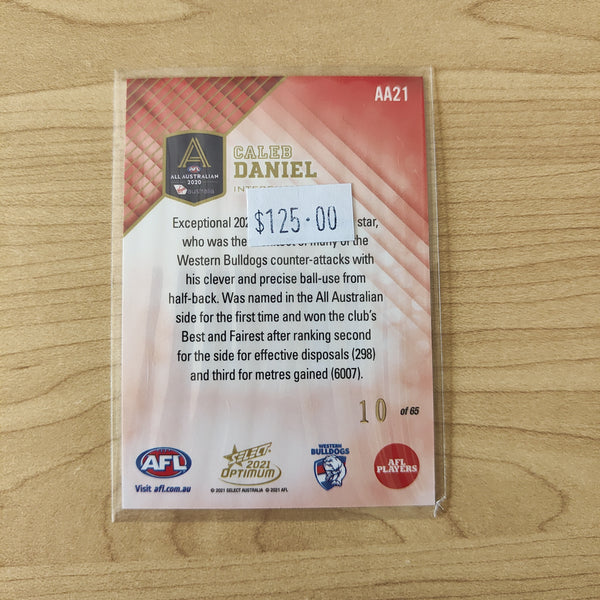 AA21
A
AFL
ALL AUSTRALIAN
2020
australia
CALEB
DANIEL
$125.00
Exceptional star,
who was the of many of the
Western Bulldogs counter-attacks with
his clever and precise ball-use from
half-back. Was named in the All Australian
side for the first time and won the club's
Best and Fairest after ranking second
for the side for effective disposals (298)
and third for metres gained (6007).
10 of 65
AFL
Visit afl.com.au
SELECT
2021
OPTIMUM
© 2021 SELECT AUSTRALIA © 2021 AFL
WESTERN
BULLDOGS
AFL
PLAYERS